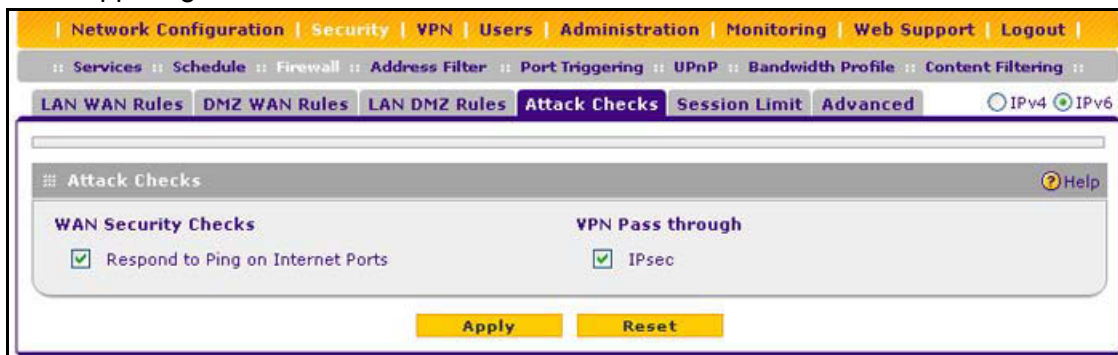 | Network Configuration | Security | VPN | Users | Administration | Monitoring | Web Support | Logout |
:: Services :: Schedule :: Firewall :: Address Filter :: Port Triggering :: UPnP :: Bandwidth Profile :: Content Filtering ::
LAN WAN Rules DMZ WAN Rules LAN DMZ Rules Attack Checks Session Limit Advanced IPv4 IPv6
Attack Checks ? Help
WAN Security Checks VPN Pass through
Respond to Ping on Internet Ports IPsec
Apply Reset